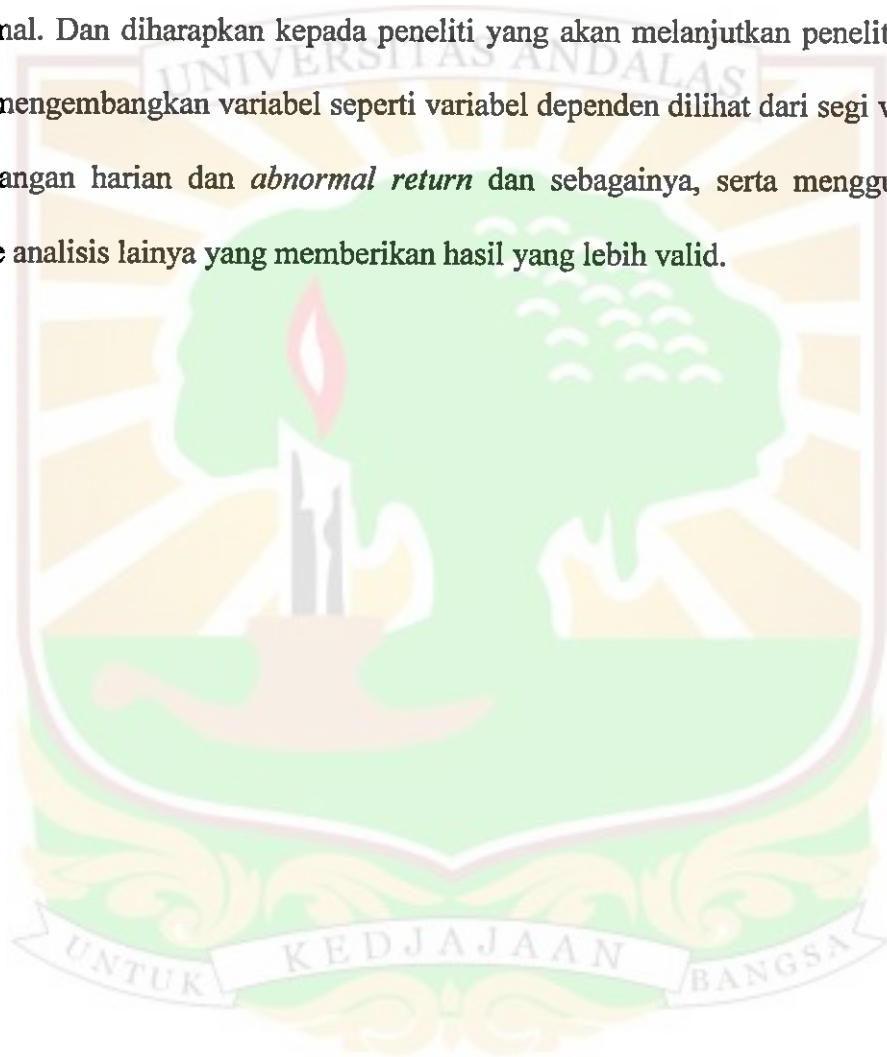 nal. Dan diharapkan kepada peneliti yang akan melanjutkan penelit
UNIVERSITAS ANDALAS
nengembangkan variabel seperti variabel dependen dilihat dari segi v
angan harian dan abnormal return dan sebagainya, serta menggu
e analisis lainya yang memberikan hasil yang lebih valid.
UNTUK KEDJAJAAN BANGSA